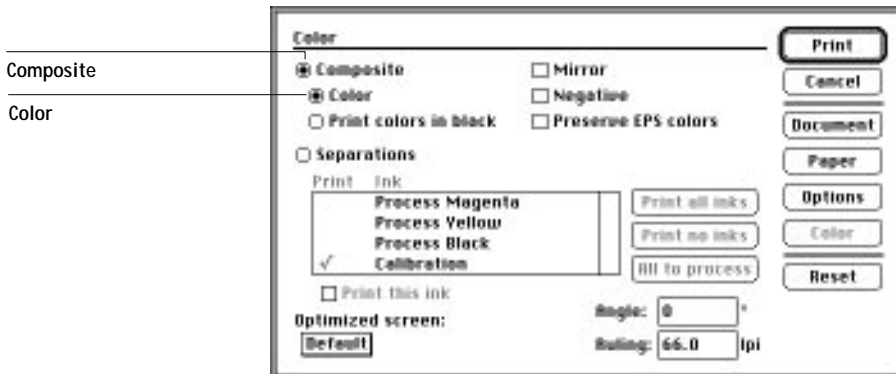 Composite
Color
Color
Composite
Color
Print colors in black
Mirror
Negative
Preserve EPS colors
Separations
Print Ink
Process Magenta
Process Yellow
Process Black
√ Calibration
Print this ink
Print all inks
Print no inks
All to process
Optimized screen:
Default
Angle: 0 °
Ruling: 66.0 lpi
Print
Cancel
Document
Paper
Options
Color
Reset